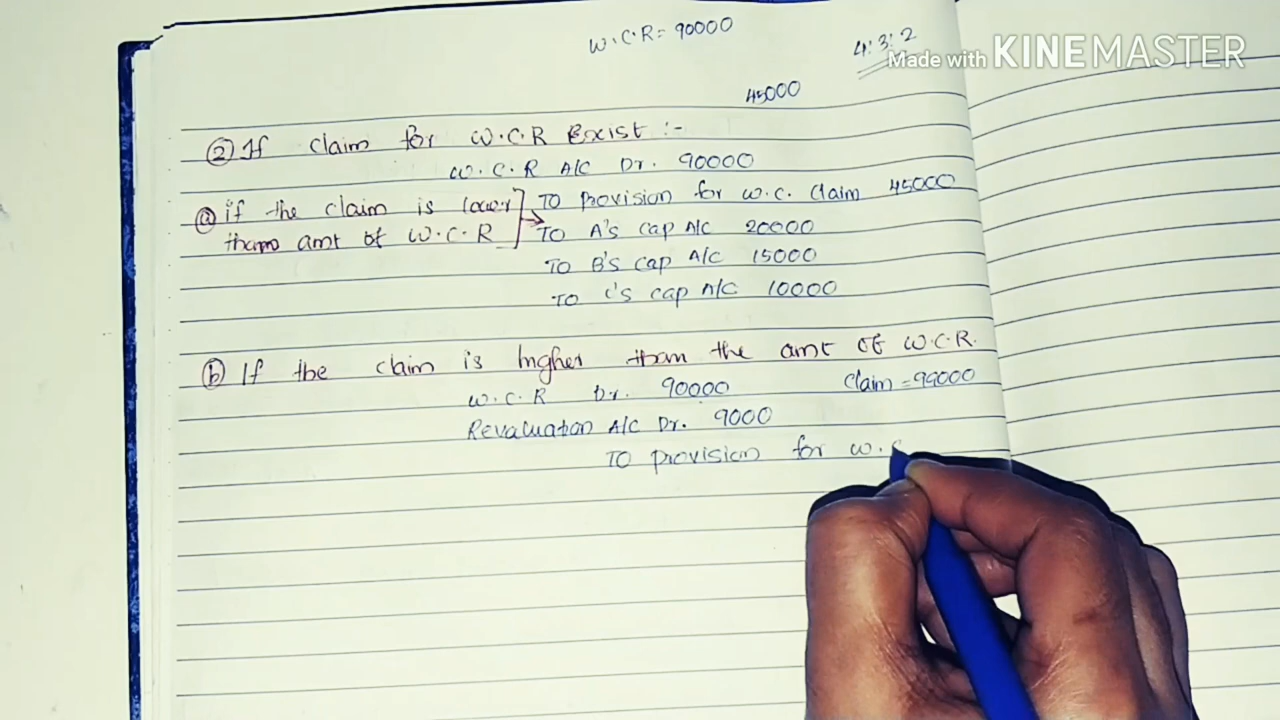 W.C.R = 90000
4:3:2
Made with KINEMASTER
45000
② If claim for W.C.R Exist :-
W.C.R A/C Dr. 90000
ⓐ if the claim is lower To provision for w.c. claim 45000
than amt of W.C.R To A's cap A/C 20000
To B's cap A/C 15000
To C's cap A/C 10000
ⓑ If the claim is higher than the amt of W.C.R.
W.C.R Dr. 90000 Claim = 99000
Revaluation A/C Dr. 9000
To provision for w.c